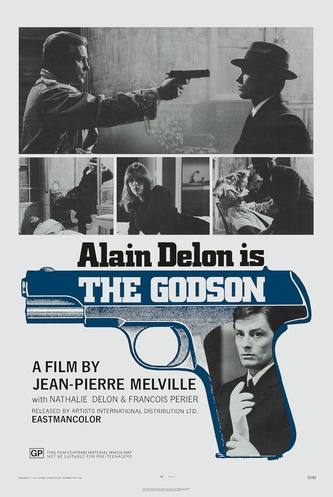 Alain Delon is
THE GODSON
A FILM BY
JEAN-PIERRE MELVILLE
with NATHALIE DELON & FRANCOIS PERIER
RELEASED BY ARTISTS INTERNATIONAL DISTRIBUTION LTD.
EASTMANCOLOR
GP THIS FILM CONTAINS MATERIAL WHICH MAY
NOT BE SUITABLE FOR PRE-TEENAGERS